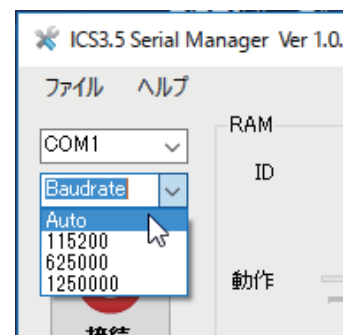 ICS3.5 Serial Manager Ver 1.0.
ファイル ヘルプ
COM1
RAM
ID
Baudrate
Auto
115200
625000
1250000
動作
接続